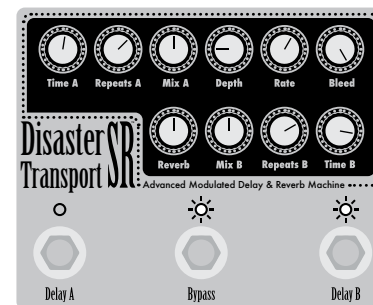 Time A Repeats A Mix A Depth Rate Bleed
Reverb Mix B Repeats B Time B
Disaster
Transport SR
Advanced Modulated Delay & Reverb Machine
Delay A Bypass Delay B